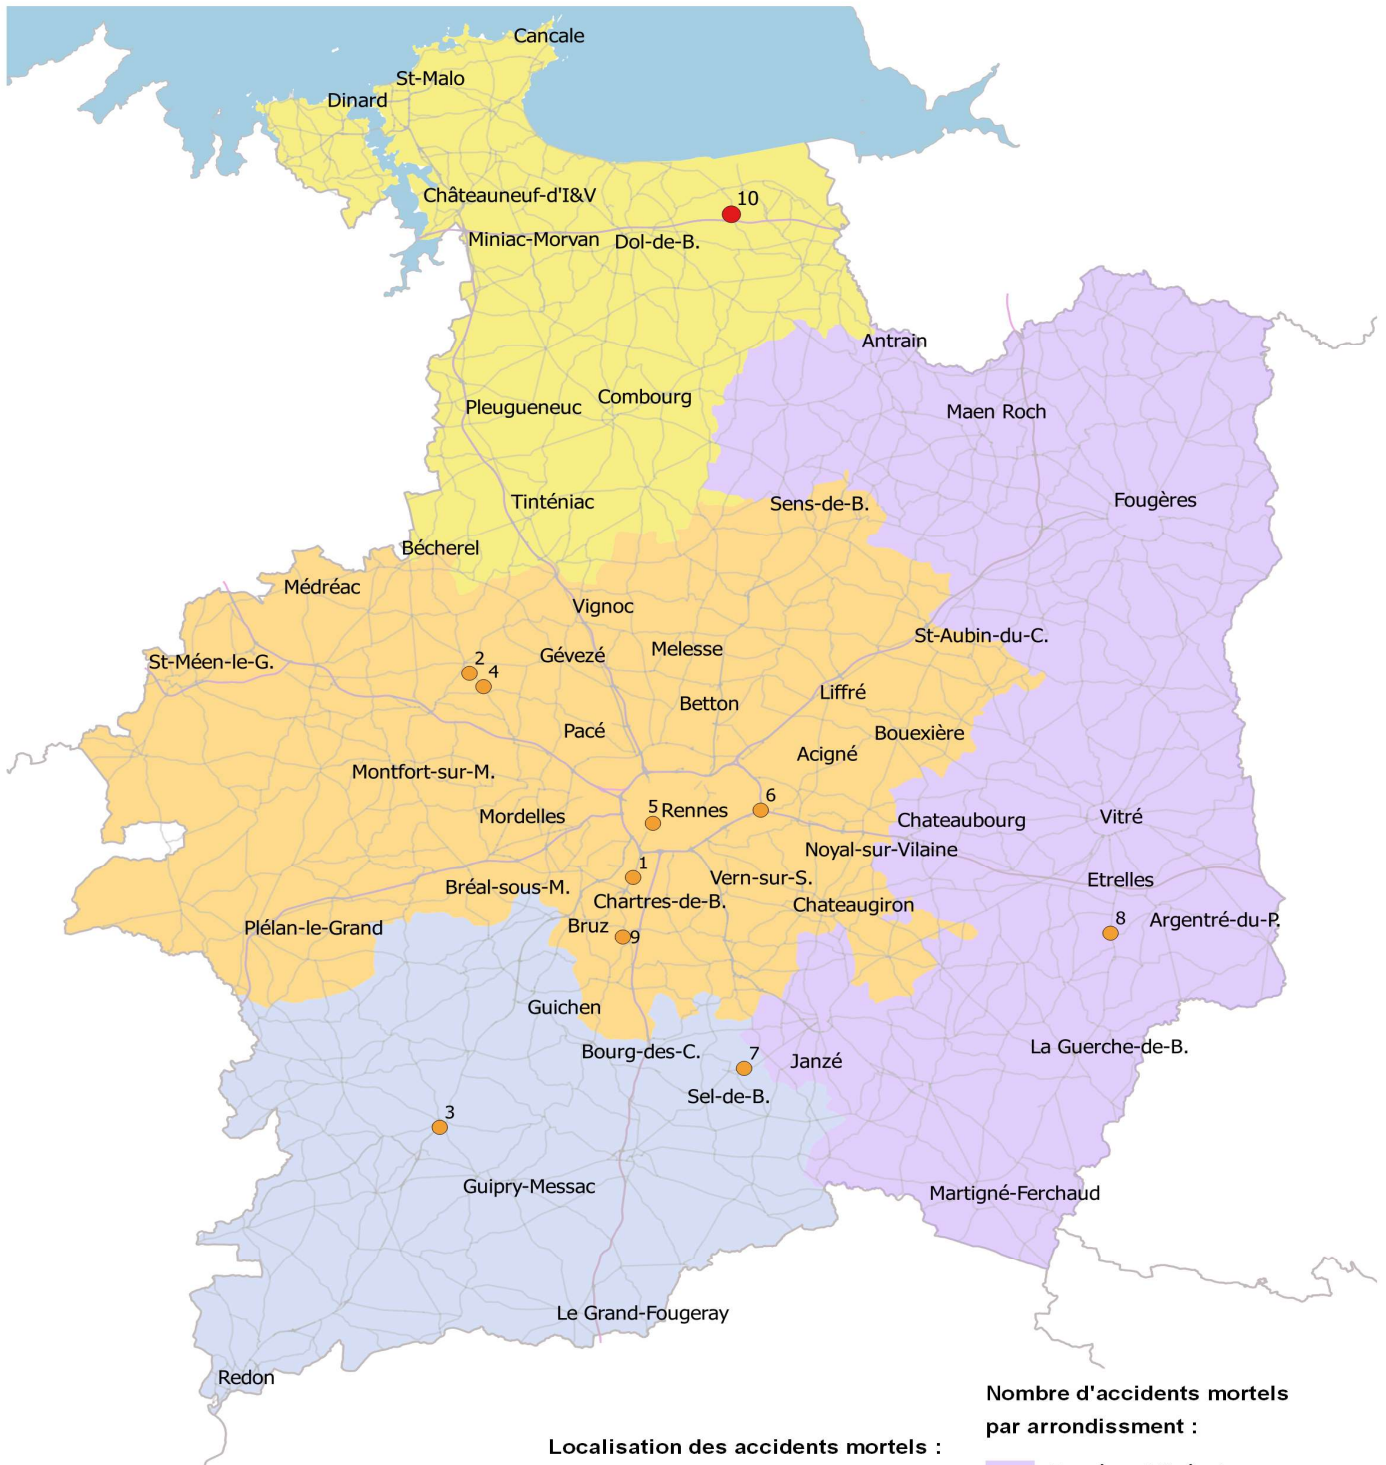 Cancale
St-Malo
Dinard
Châteauneuf-d'I&V
10
Miniac-Morvan
Dol-de-B.
Antrain
Combourg
Pleugueneuc
Maen Roch
Tinténiac
Sens-de-B.
Fougères
Bécherel
Médréac
Vignoc
St-Aubin-du-C.
Gévezé
Melesse
St-Méen-le-G.
2
4
Liffré
Betton
Pacé
Bouexière
Acigné
Montfort-sur-M.
6
5
Rennes
Mordelles
Chateaubourg
Vitré
Noyal-sur-Vilaine
1
Vern-sur-S.
Etrelles
Bréal-sous-M.
Chartres-de-B.
Chateaugiron
8
Argentré-du-P.
Plélan-le-Grand
Bruz
9
Guichen
Bourg-des-C.
7
Janzé
La Guerche-de-B.
Sel-de-B.
3
Guipry-Messac
Martigné-Ferchaud
Le Grand-Fougeray
Redon
Nombre d'accidents mortels
par arrondissment :
Localisation des accidents mortels :